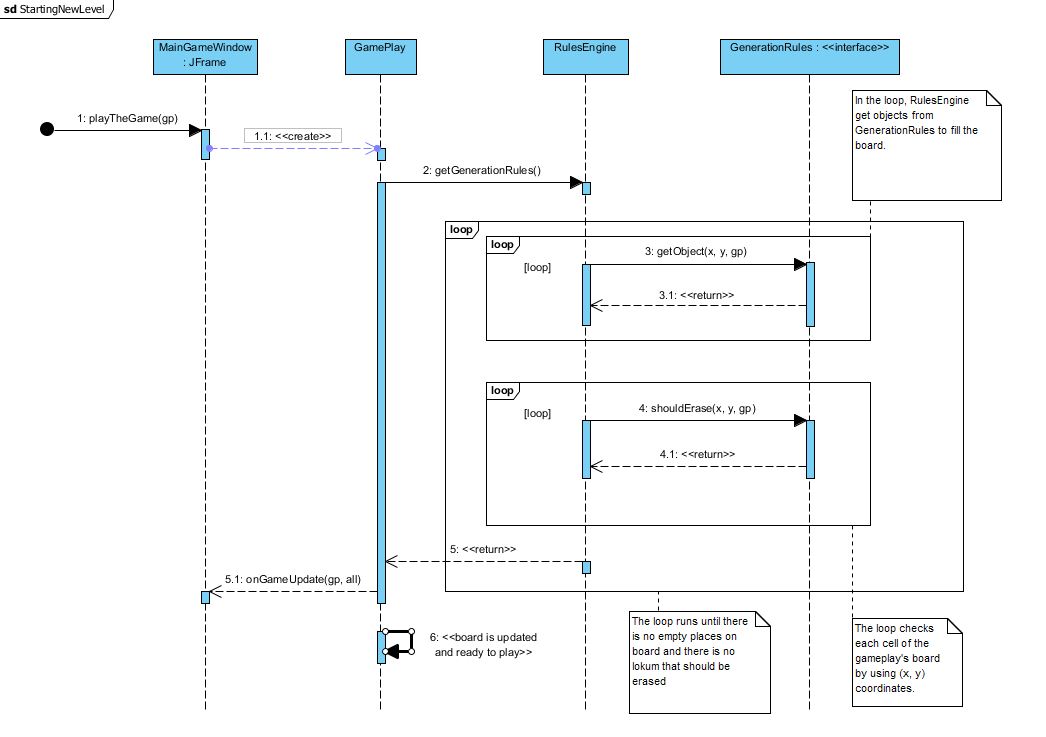 sd StartingNewLevel
MainGameWindow
: JFrame
GamePlay
RulesEngine
GenerationRules : <<interface>>
In the loop, RulesEngine
get objects from
GenerationRules to fill the
board.
1: playTheGame(gp)
1.1: <<create>>
2: getGenerationRules()
loop
loop
[loop]
3: getObject(x, y, gp)
3.1: <<return>>
loop
[loop]
4: shouldErase(x, y, gp)
4.1: <<return>>
5: <<return>>
5.1: onGameUpdate(gp, all)
6: <<board is updated
and ready to play>>
The loop runs until there
is no empty places on
board and there is no
lokum that should be
erased
The loop checks
each cell of the
gameplay's board
by using (x, y)
coordinates.